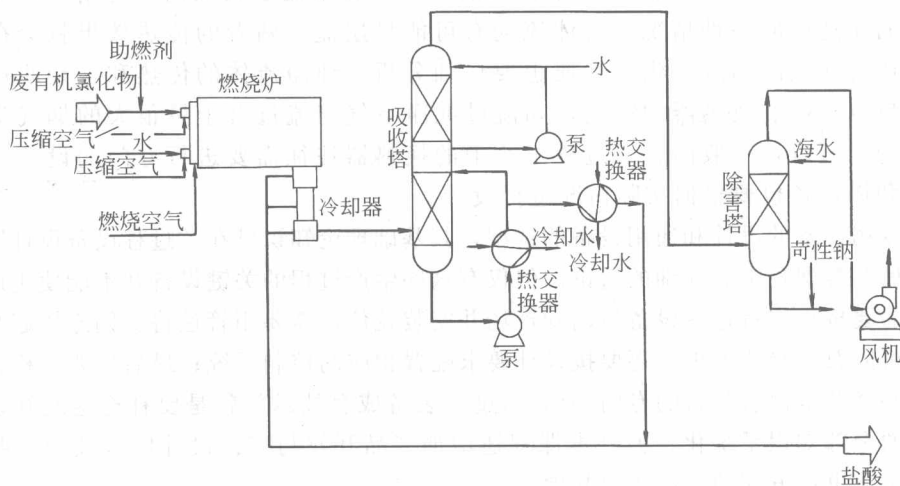 助燃剂
废有机氯化物
燃烧炉
压缩空气
水
压缩空气
燃烧空气
冷却器
吸收塔
水
泵
热交换器
冷却水
冷却水
热交换器
泵
除害塔
海水
苛性钠
风机
盐酸